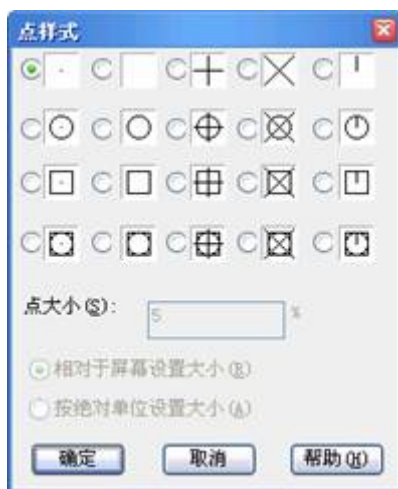 点样式
点大小(S):
5
%
相对于屏幕设置大小(R)
按绝对单位设置大小(A)
确定
取消
帮助(H)